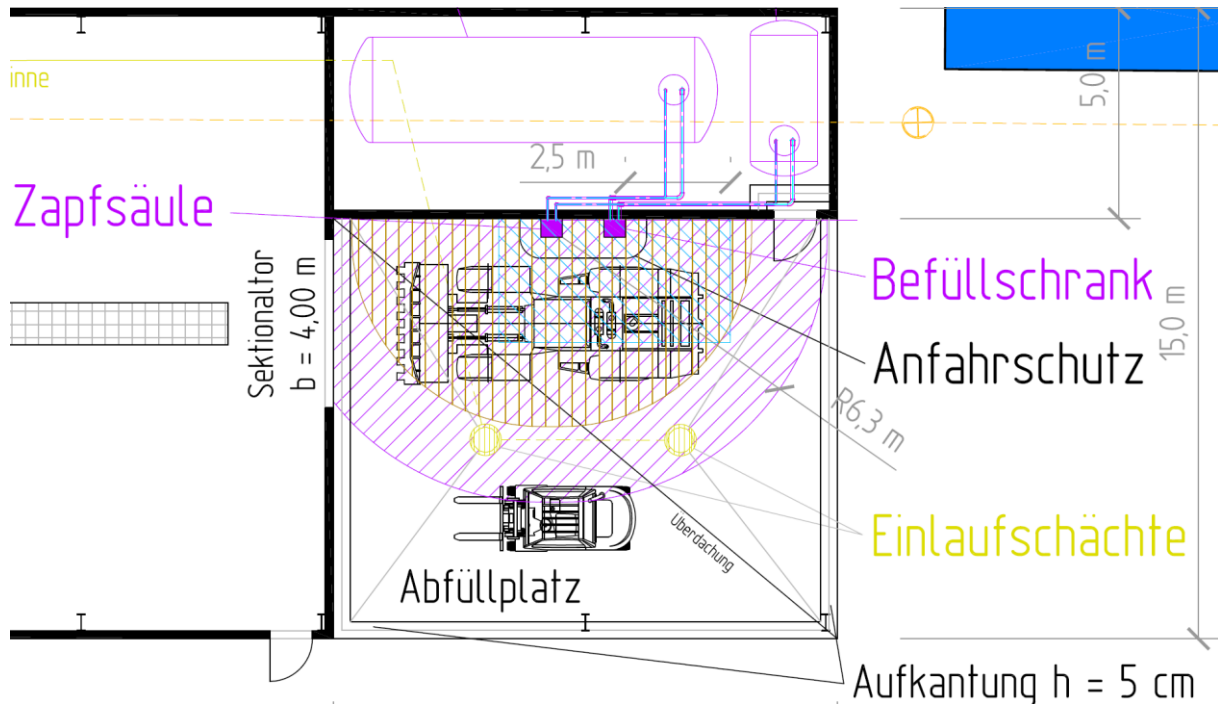 inne
5,0 m
2,5 m
Zapfsäule
Befüllschrank
Sektionaltor
b = 4,00 m
15,0 m
Anfahrschutz
R6,3 m
Einlaufschächte
Überdachung
Abfüllplatz
Aufkantung h = 5 cm